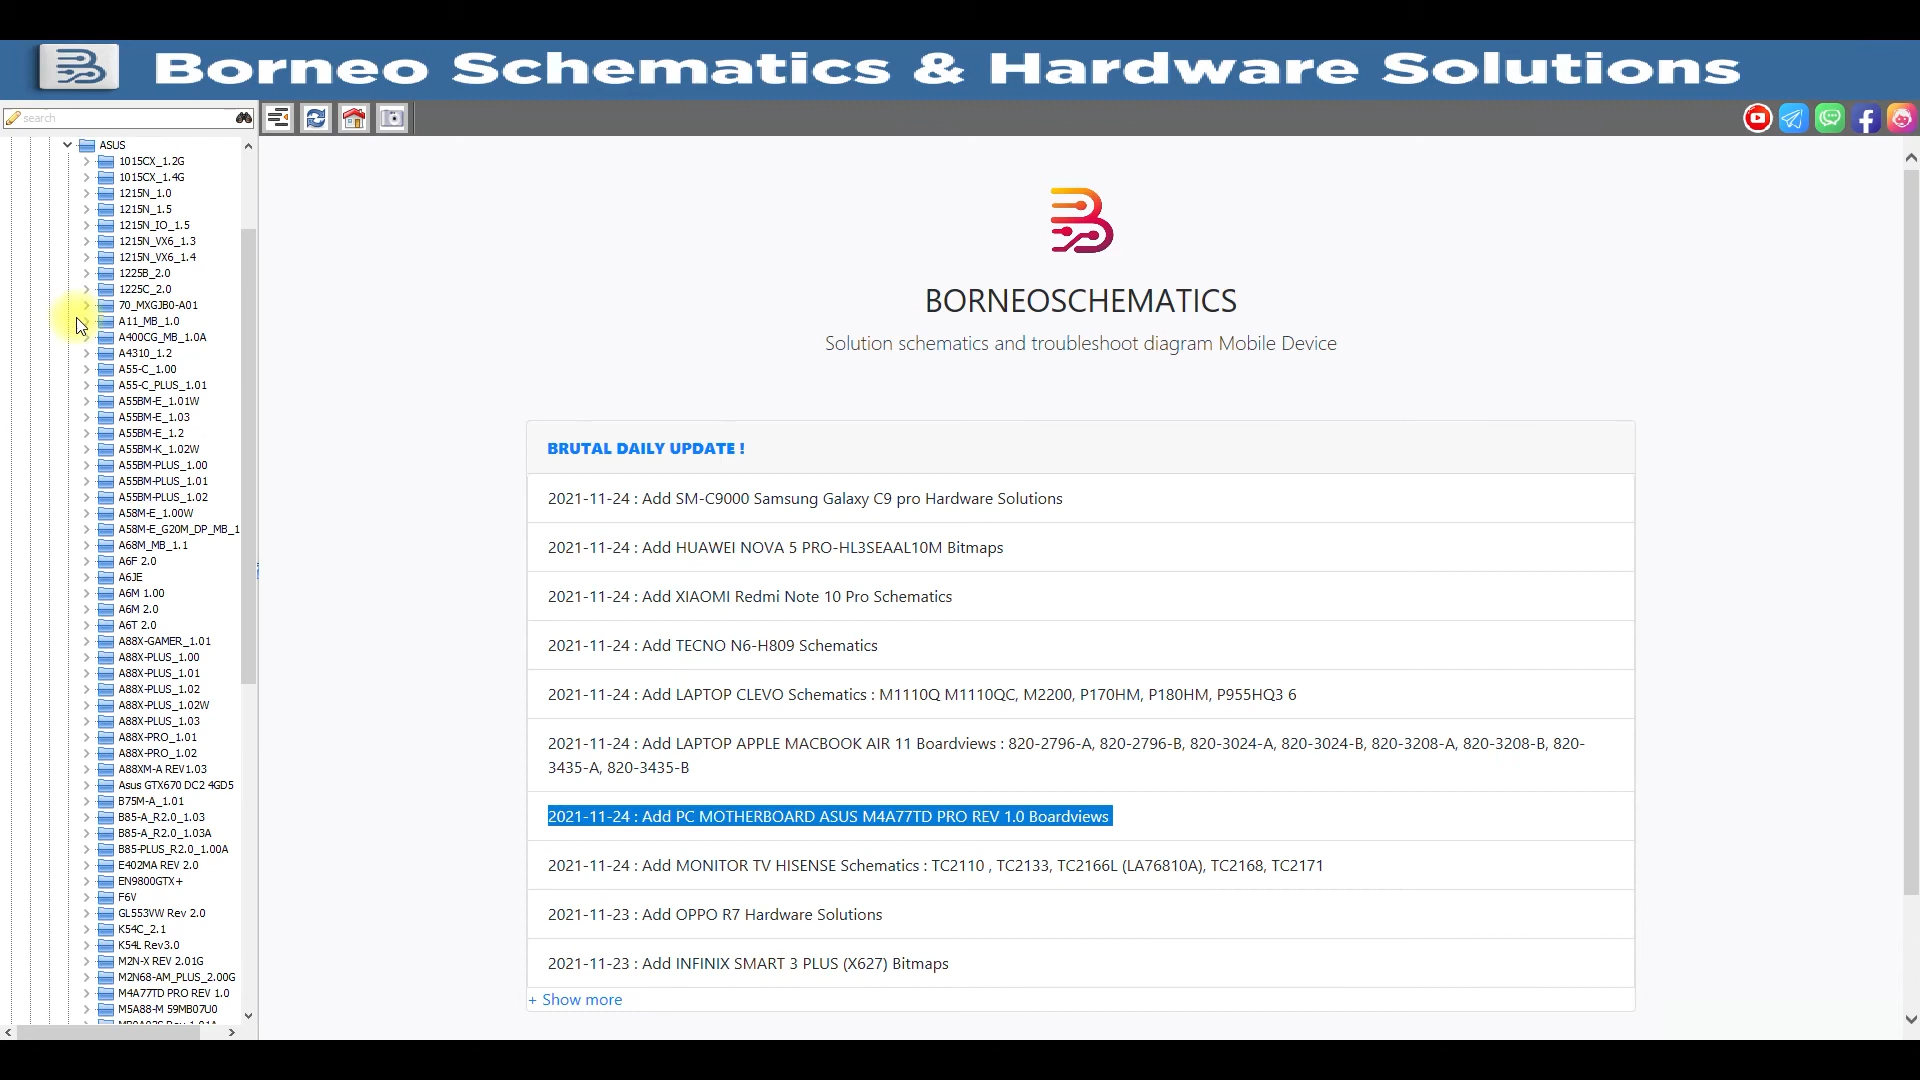 Borneo Schematics & Hardware Solutions
search
ASUS
1015CX_1.2G
1015CX_1.4G
1215N_1.0
1215N_1.5
1215N_IO_1.5
1215N_VX6_1.3
1215N_VX6_1.4
1225B_2.0
1225C_2.0
70_MXGJB0-A01
A11_MB_1.0
A400CG_MB_1.0A
A4310_1.2
A55-C_1.00
A55-C_PLUS_1.01
A55BM-E_1.01W
A55BM-E_1.03
A55BM-E_1.2
A55BM-K_1.02W
A55BM-PLUS_1.00
A55BM-PLUS_1.01
A55BM-PLUS_1.02
A58M-E_1.00W
A58M-E_G20M_DP_MB_1
A68M_MB_1.1
A6F 2.0
A6JE
A6M 1.00
A6M 2.0
A6T 2.0
A88X-GAMER_1.01
A88X-PLUS_1.00
A88X-PLUS_1.01
A88X-PLUS_1.02
A88X-PLUS_1.02W
A88X-PLUS_1.03
A88X-PRO_1.01
A88X-PRO_1.02
A88XM-A REV1.03
Asus GTX670 DC2 4GD5
B75M-A_1.01
B85-A_R2.0_1.03
B85-A_R2.0_1.03A
B85-PLUS_R2.0_1.00A
E402MA REV 2.0
EN9800GTX+
F6V
GL553VW Rev 2.0
K54C_2.1
K54L Rev3.0
M2N-X REV 2.01G
M2N68-AM_PLUS_2.00G
M4A77TD PRO REV 1.0
M5A88-M 59MB07U0
BORNEOSCHEMATICS
Solution schematics and troubleshoot diagram Mobile Device
BRUTAL DAILY UPDATE !
2021-11-24 : Add SM-C9000 Samsung Galaxy C9 pro Hardware Solutions
2021-11-24 : Add HUAWEI NOVA 5 PRO-HL3SEAAL10M Bitmaps
2021-11-24 : Add XIAOMI Redmi Note 10 Pro Schematics
2021-11-24 : Add TECNO N6-H809 Schematics
2021-11-24 : Add LAPTOP CLEVO Schematics : M1110Q M1110QC, M2200, P170HM, P180HM, P955HQ3 6
2021-11-24 : Add LAPTOP APPLE MACBOOK AIR 11 Boardviews : 820-2796-A, 820-2796-B, 820-3024-A, 820-3024-B, 820-3208-A, 820-3208-B, 820-
3435-A, 820-3435-B
2021-11-24 : Add PC MOTHERBOARD ASUS M4A77TD PRO REV 1.0 Boardviews
2021-11-24 : Add MONITOR TV HISENSE Schematics : TC2110 , TC2133, TC2166L (LA76810A), TC2168, TC2171
2021-11-23 : Add OPPO R7 Hardware Solutions
2021-11-23 : Add INFINIX SMART 3 PLUS (X627) Bitmaps
+ Show more